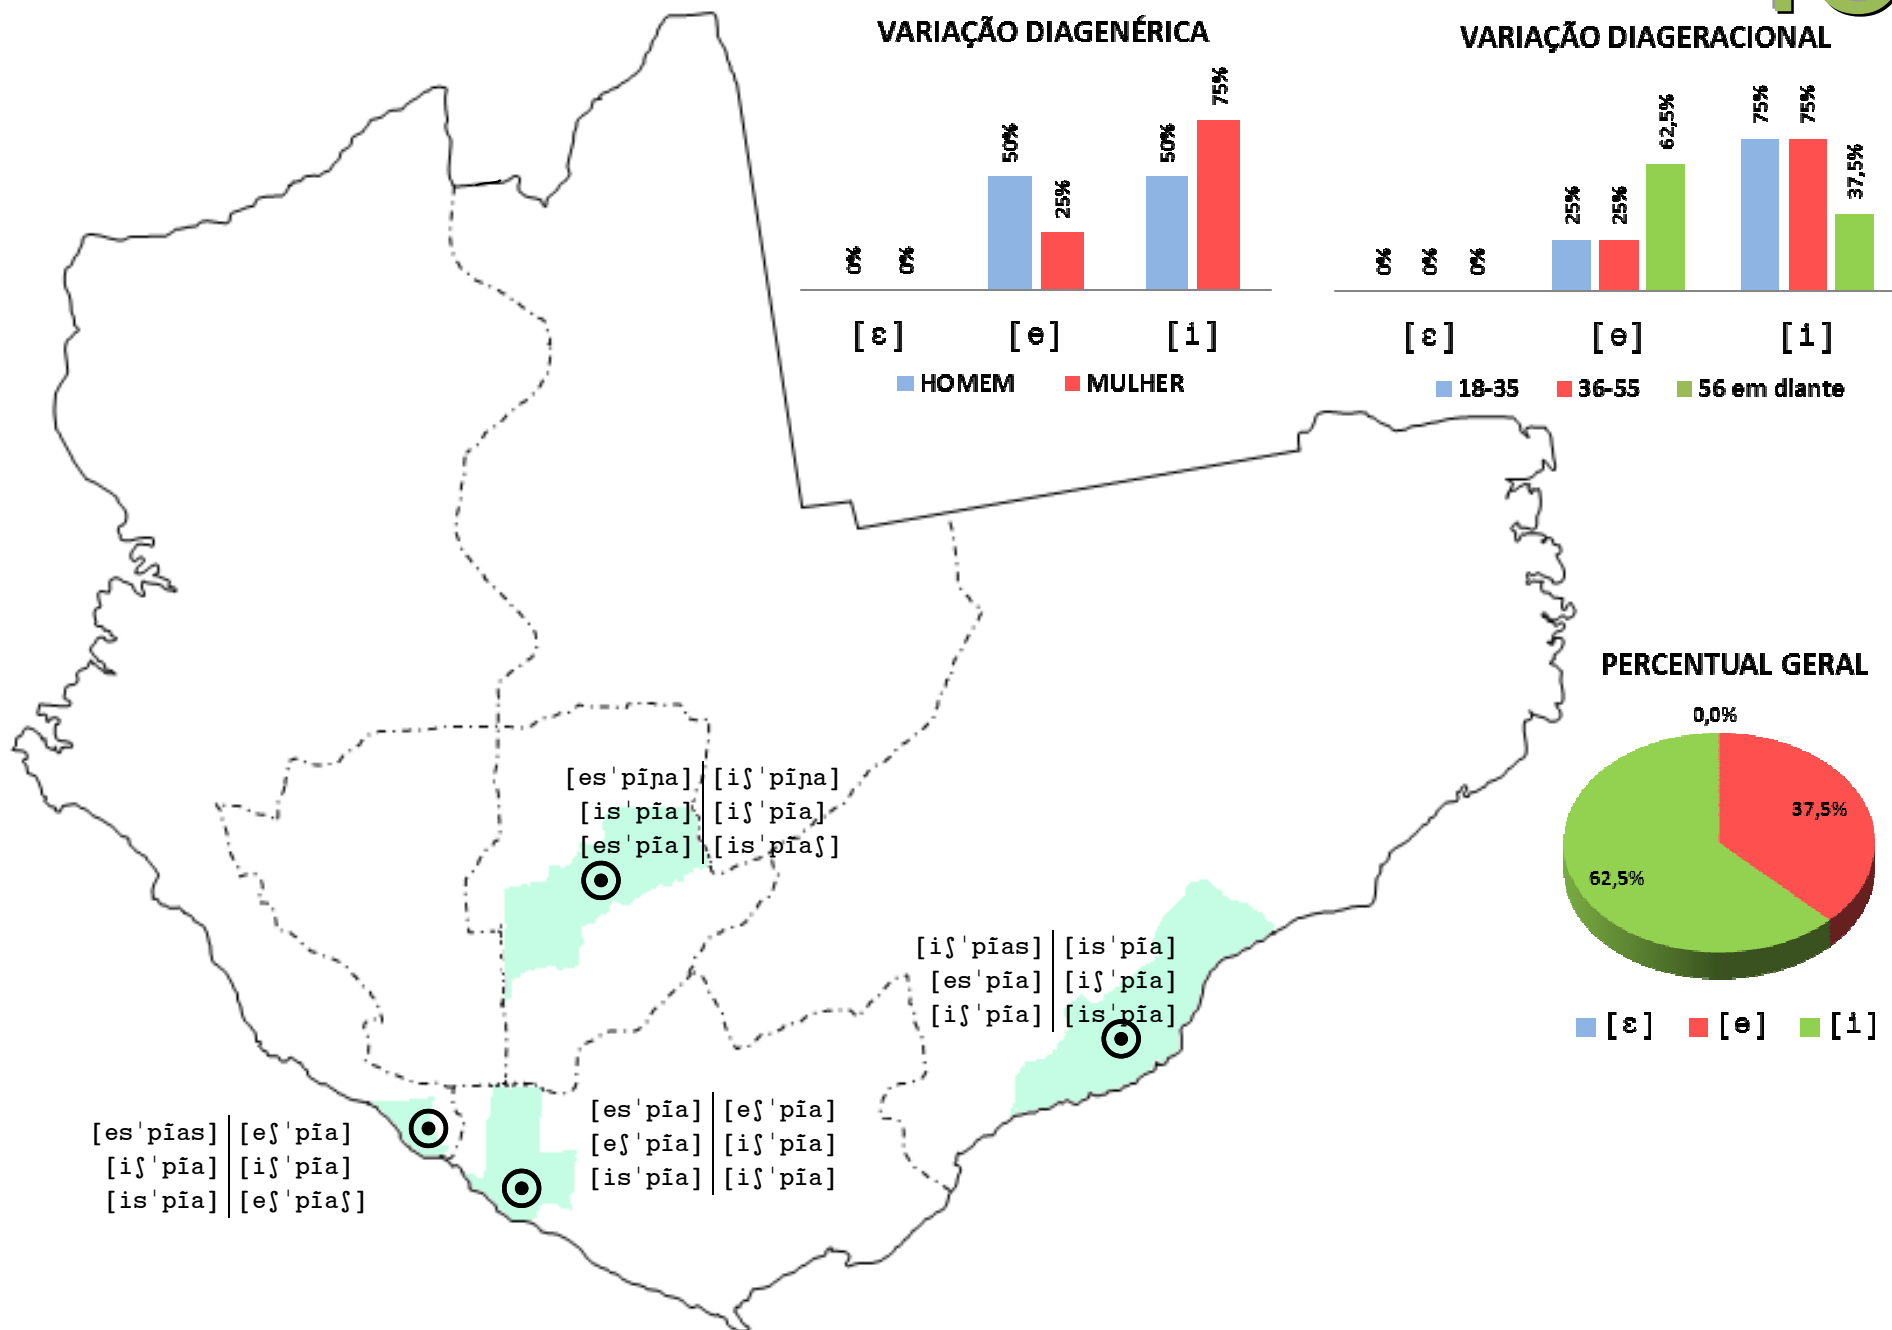 VARIAÇÃO DIAGENÉRICA
0% 0% 50% 25% 50% 75%
[ɛ] [e] [i]
HOMEM MULHER
VARIAÇÃO DIAGERACIONAL
0% 0% 0% 25% 25% 62,5% 75% 75% 37,5%
[ɛ] [e] [i]
18-35 36-55 56 em diante
PERCENTUAL GERAL
0,0%
37,5%
62,5%
[ɛ] [e] [i]
[esˈpĩɲa] [iʃˈpĩɲa]
[isˈpĩa] [iʃˈpĩa]
[esˈpĩa] [isˈpĩaʃ]
[iʃˈpĩas] [isˈpĩa]
[esˈpĩa] [iʃˈpĩa]
[iʃˈpĩa] [isˈpĩa]
[esˈpĩa] [eʃˈpĩa]
[eʃˈpĩa] [iʃˈpĩa]
[isˈpĩa] [iʃˈpĩa]
[esˈpĩas] [eʃˈpĩa]
[iʃˈpĩa] [iʃˈpĩa]
[isˈpĩa] [eʃˈpĩaʃ]